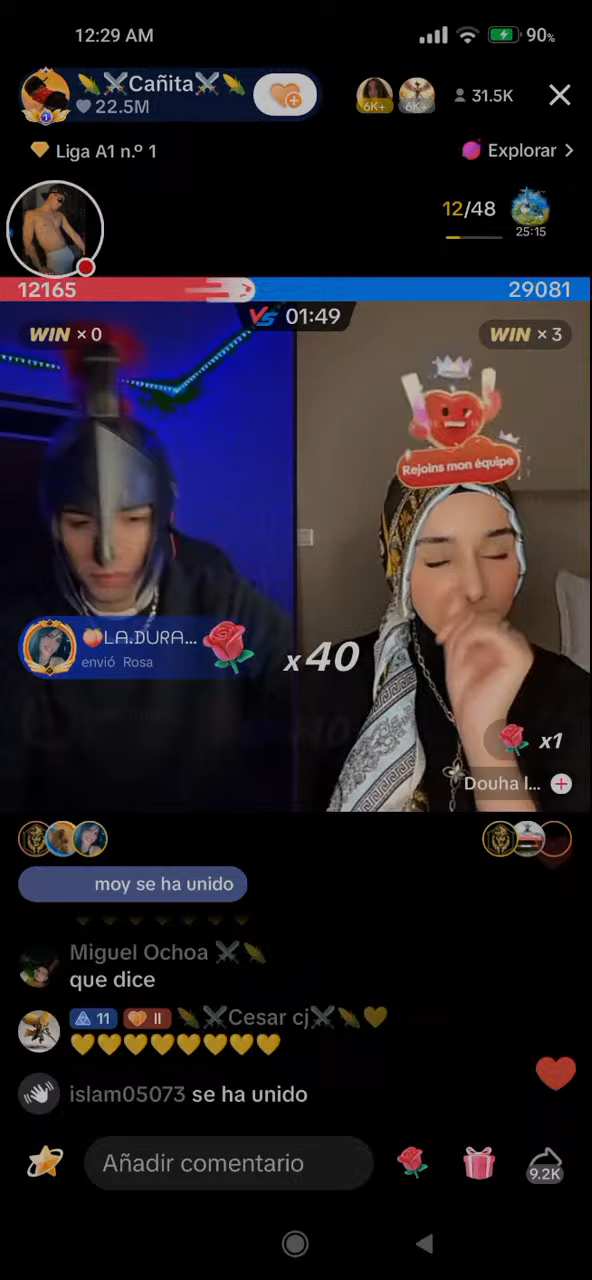 12:29 AM
90%
🌽⚔️Cañita⚔️🌽
22.5M
6K+
6K+
31.5K
Liga A1 n.º 1
Explorar
12/48
25:15
12165
29081
VS 01:49
WIN × 0
WIN × 3
Rejoins mon équipe
🍑LA.DURA...
envió Rosa
x40
x1
Douha l...
moy se ha unido
Miguel Ochoa ⚔️🌽
que dice
11 II 🌽⚔️Cesar cj⚔️🌽💛
💛💛💛💛💛💛💛💛
islam05073 se ha unido
Añadir comentario
9.2K